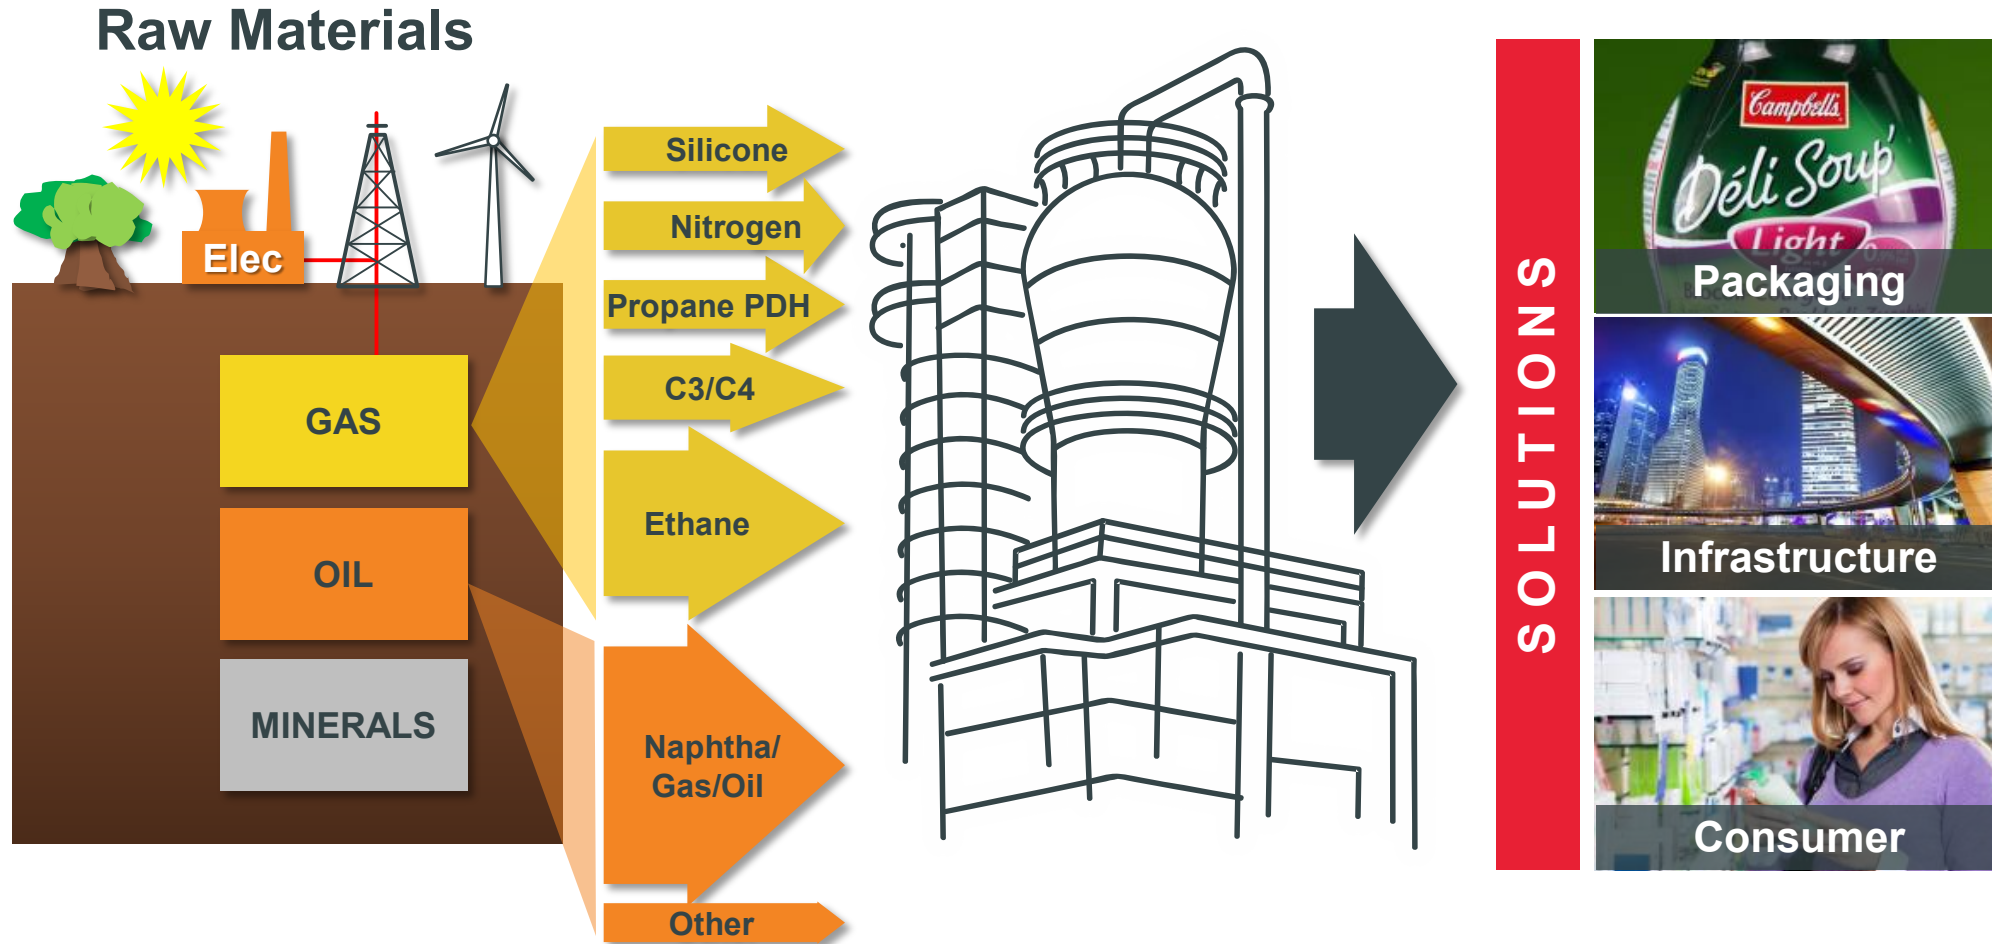 Raw Materials
Elec
GAS
OIL
MINERALS
Silicone
Nitrogen
Propane PDH
C3/C4
Ethane
Naphtha/
Gas/Oil
Other
SOLUTIONS
Campbell's
Déli Soup'
Light
Packaging
Infrastructure
Consumer